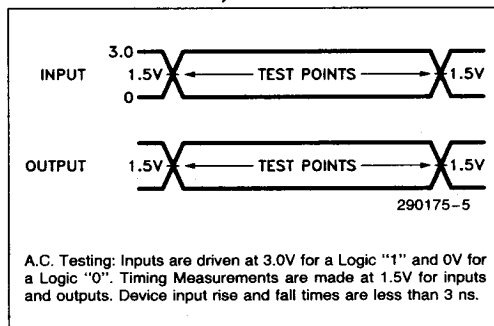 3.0
INPUT 1.5V TEST POINTS 1.5V
0
OUTPUT 1.5V TEST POINTS 1.5V
290175-5
A.C. Testing: Inputs are driven at 3.0V for a Logic "1" and 0V for
a Logic "0". Timing Measurements are made at 1.5V for inputs
and outputs. Device input rise and fall times are less than 3 ns.